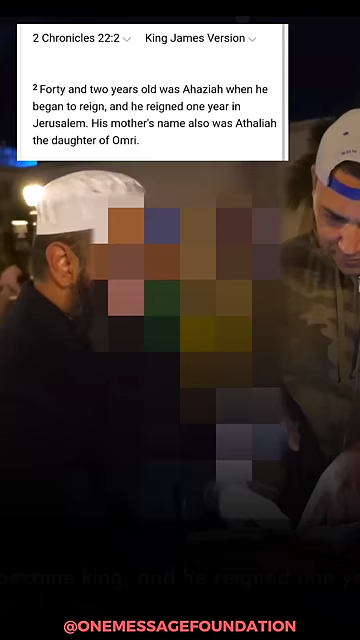 2 Chronicles 22:2 King James Version
2 Forty and two years old was Ahaziah when he
began to reign, and he reigned one year in
Jerusalem. His mother's name also was Athaliah
the daughter of Omri.
became king, and he reigned one
@ONEMESSAGEFOUNDATION